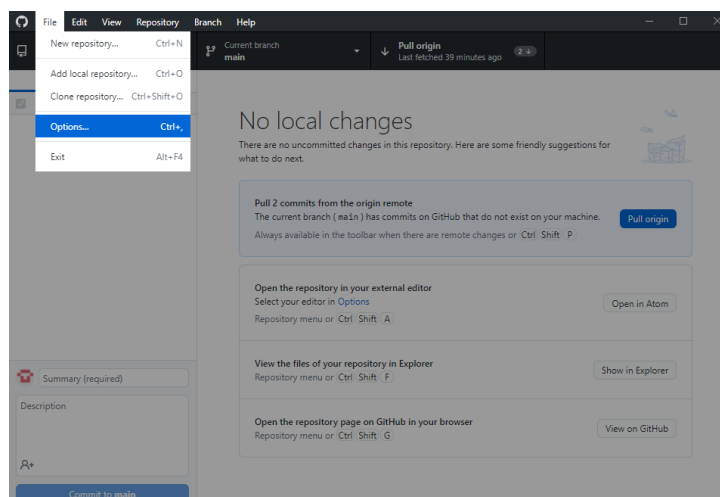 File Edit View Repository Branch Help
New repository... Ctrl+N
Add local repository... Ctrl+O
Clone repository... Ctrl+Shift+O
Options... Ctrl+,
Exit Alt+F4
Current branch
main
Pull origin
Last fetched 39 minutes ago
2
No local changes
There are no uncommitted changes in this repository. Here are some friendly suggestions for
what to do next.
Pull 2 commits from the origin remote
The current branch (main) has commits on GitHub that do not exist on your machine.
Always available in the toolbar when there are remote changes or Ctrl Shift P
Pull origin
Open the repository in your external editor
Select your editor in Options
Repository menu or Ctrl Shift A
Open in Atom
View the files of your repository in Explorer
Repository menu or Ctrl Shift F
Show in Explorer
Open the repository page on GitHub in your browser
Repository menu or Ctrl Shift G
View on GitHub
Summary (required)
Description
Commit to main